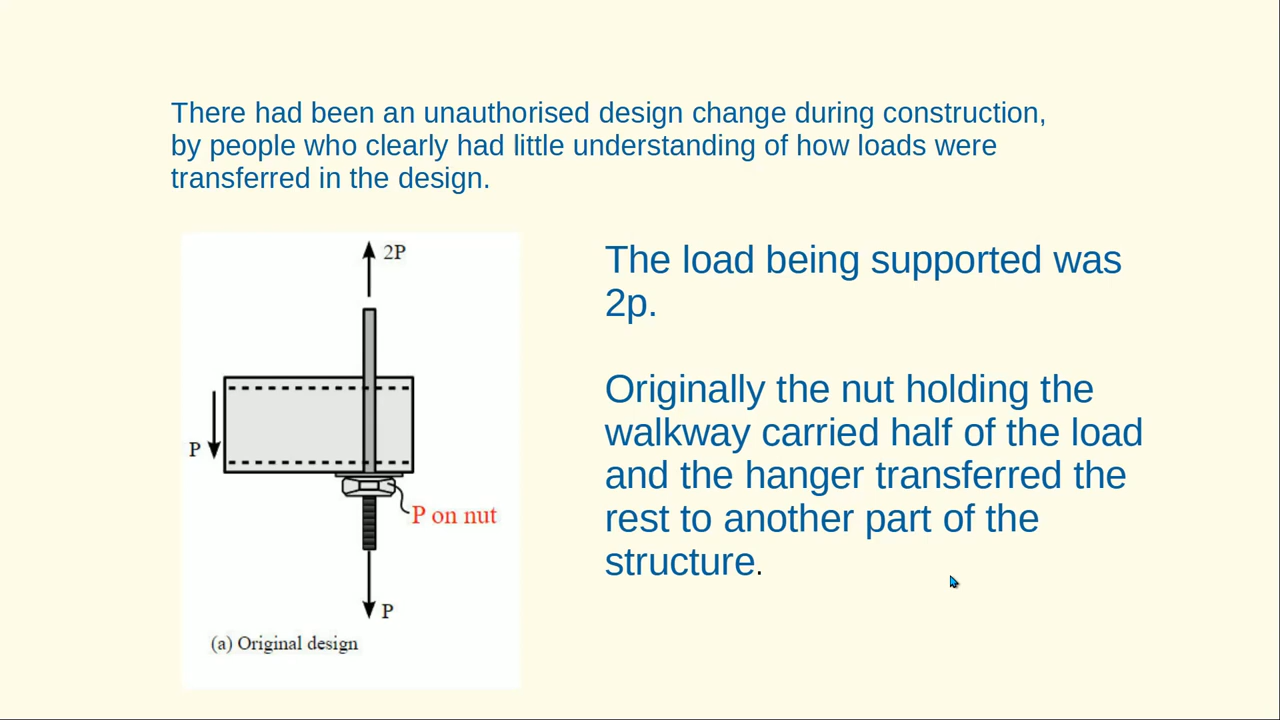 There had been an unauthorised design change during construction,
by people who clearly had little understanding of how loads were
transferred in the design.
2P
P
P on nut
P
(a) Original design
The load being supported was
2p.
Originally the nut holding the
walkway carried half of the load
and the hanger transferred the
rest to another part of the
structure.